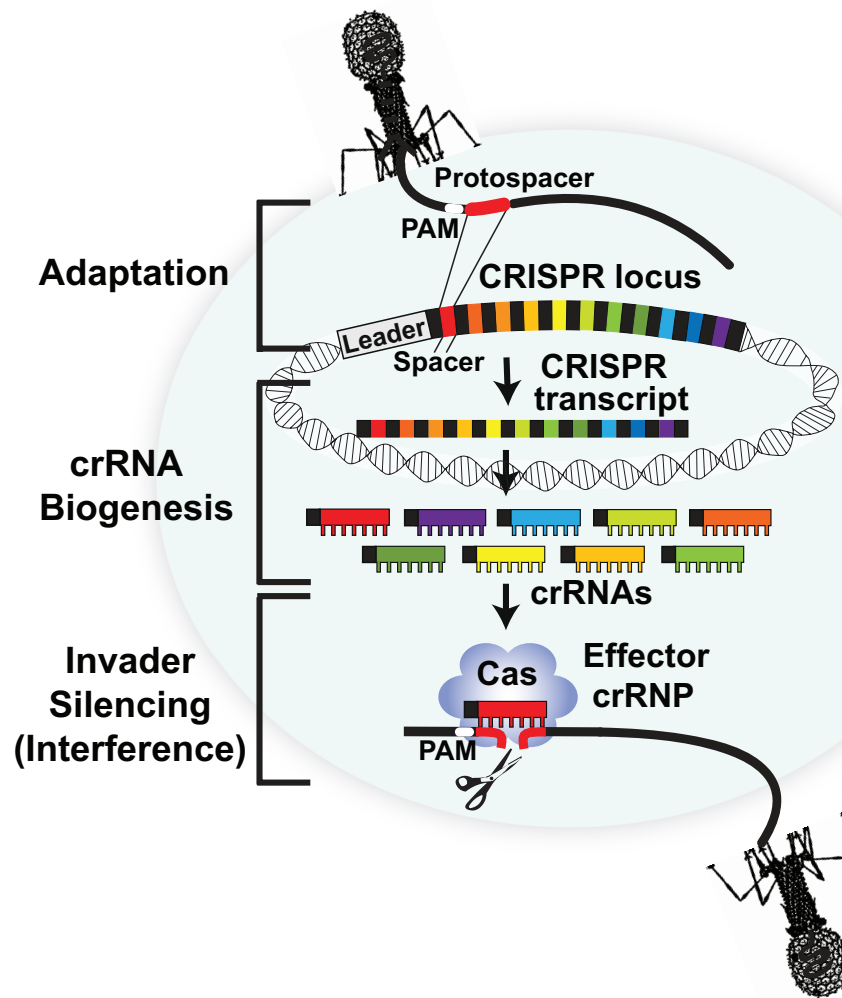 Protospacer
PAM
Adaptation
CRISPR locus
Leader
Spacer
CRISPR
transcript
crRNA
Biogenesis
crRNAs
Invader
Silencing
(Interference)
Cas
Effector
crRNP
PAM